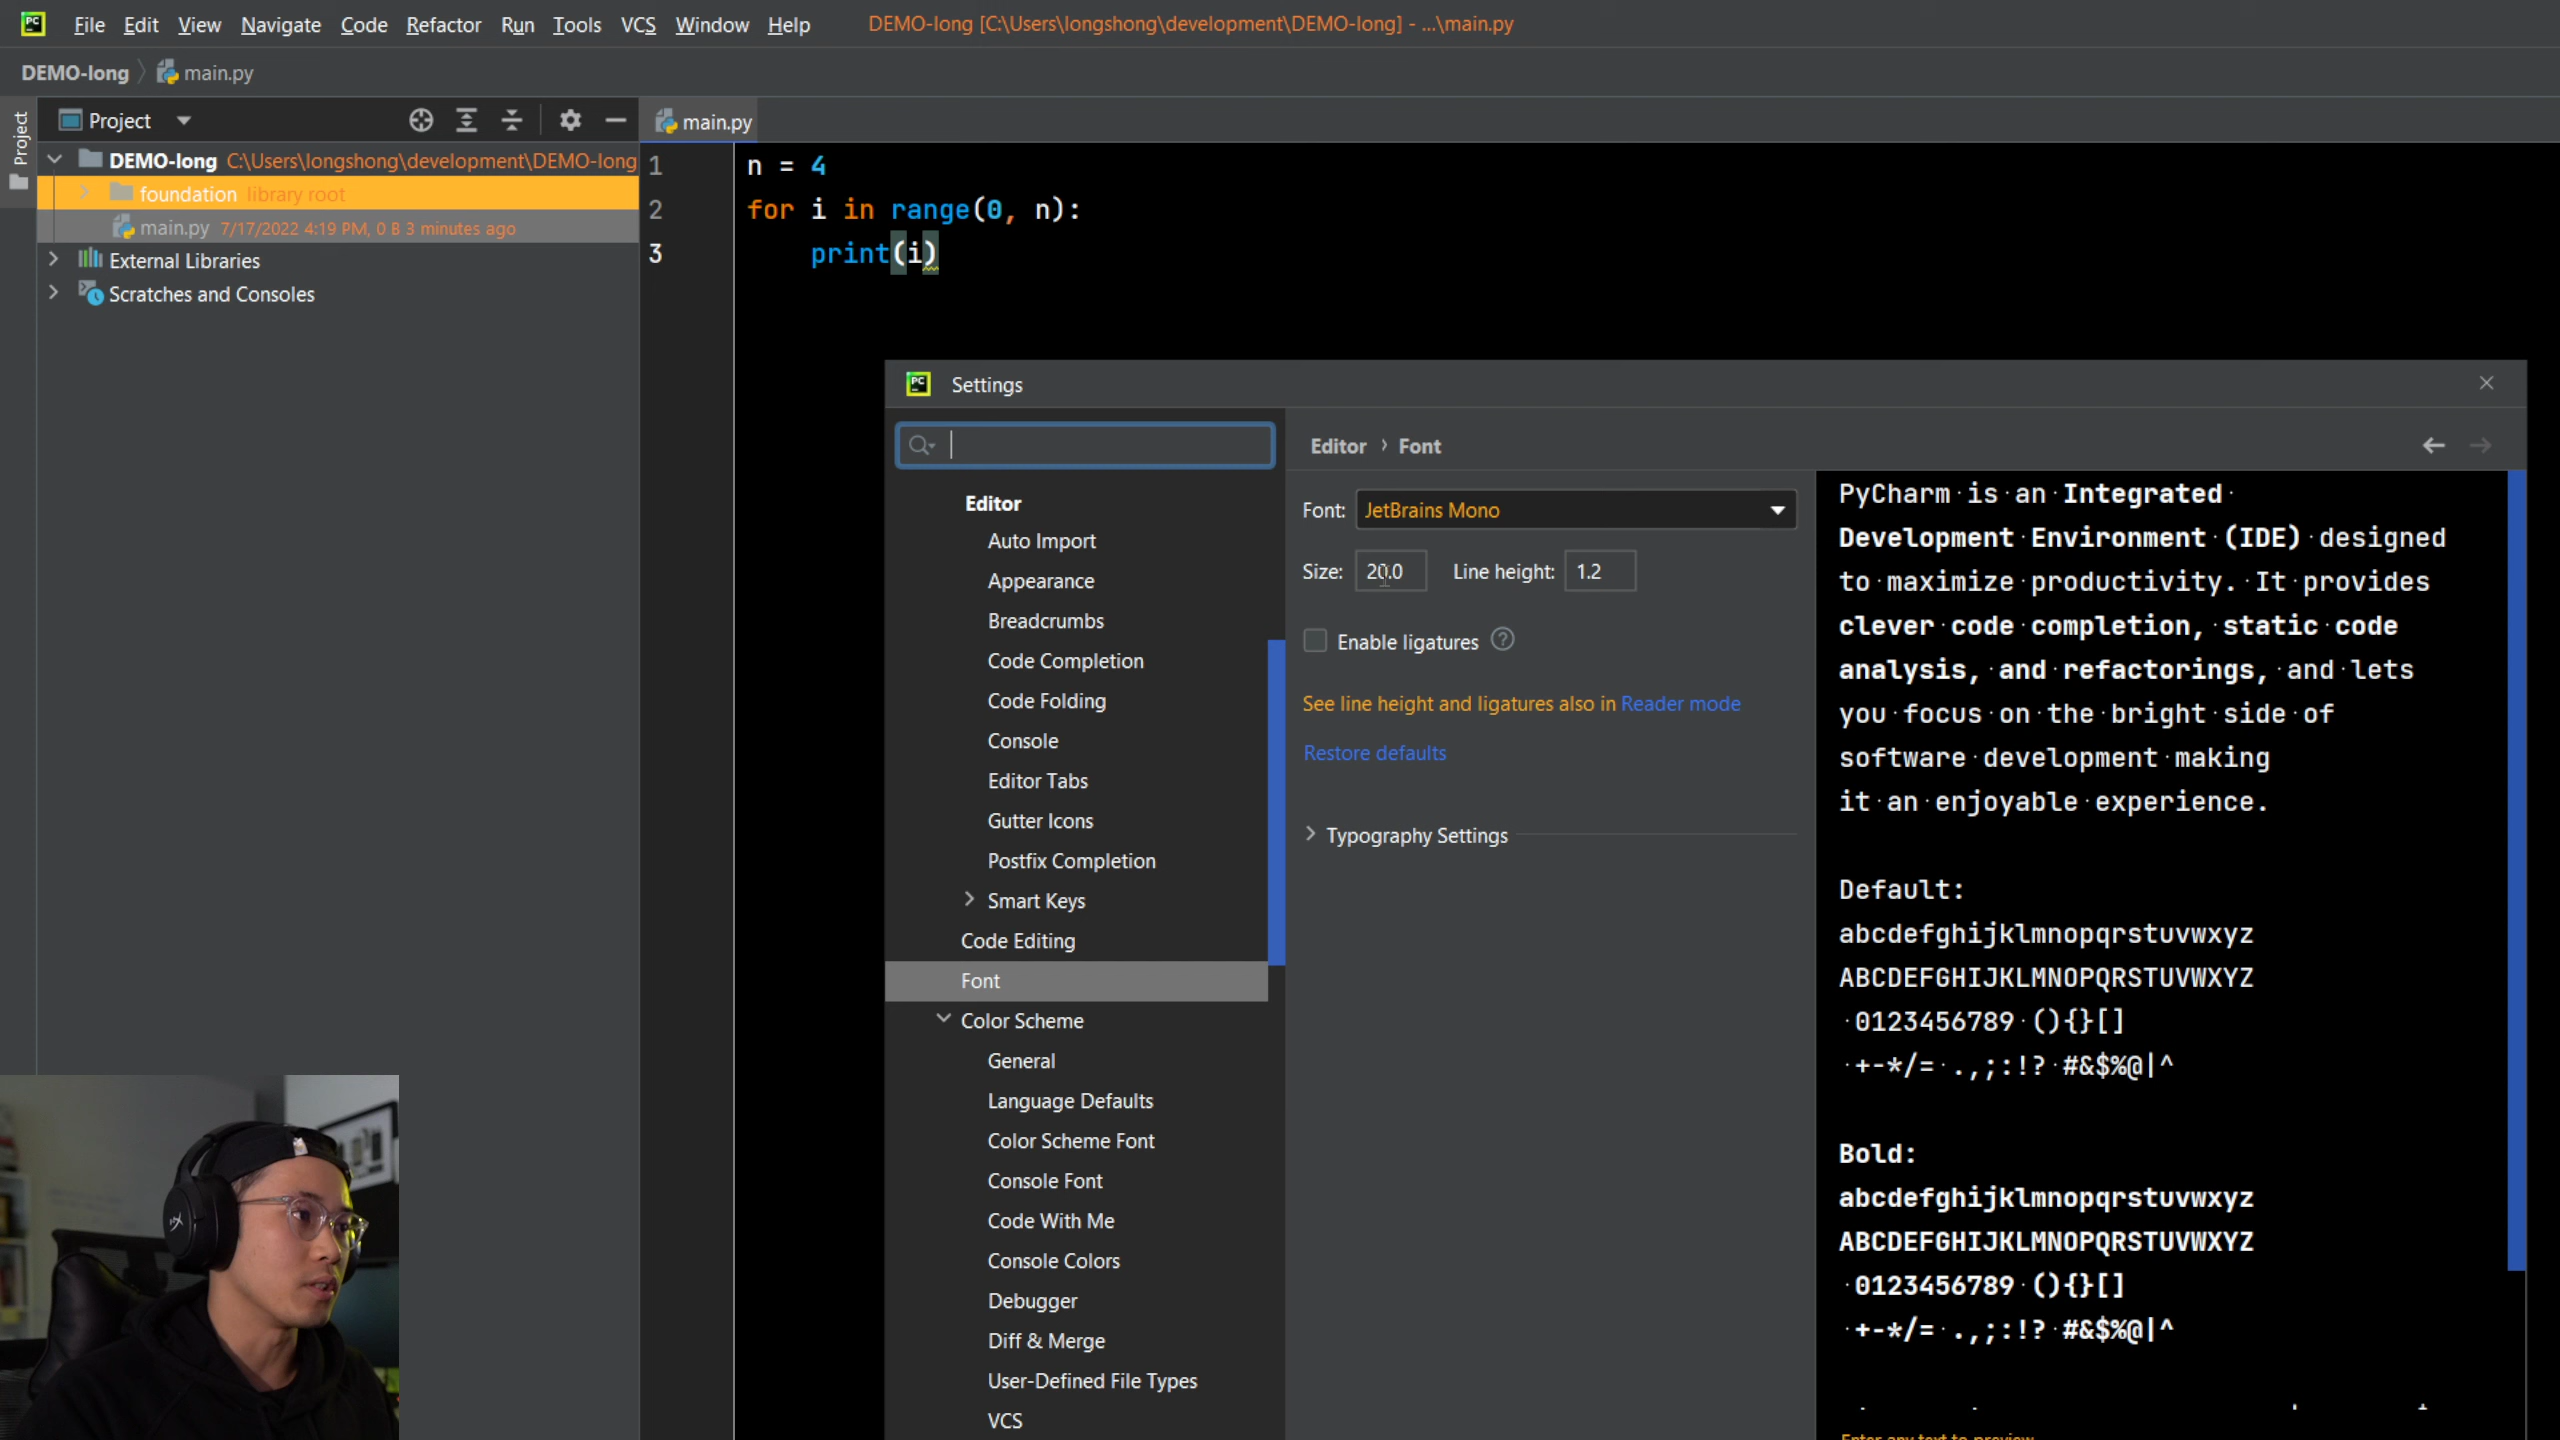 File Edit View Navigate Code Refactor Run Tools VCS Window Help DEMO-long [C:\Users\longshong\development\DEMO-long] - ...\main.py
DEMO-long main.py
Project
Project
DEMO-long C:\Users\longshong\development\DEMO-long
foundation library root
main.py 7/17/2022 4:19 PM, 0 B 3 minutes ago
External Libraries
Scratches and Consoles
main.py
1 n = 4
2 for i in range(0, n):
3 print(i)
PC Settings
Editor
Auto Import
Appearance
Breadcrumbs
Code Completion
Code Folding
Console
Editor Tabs
Gutter Icons
Postfix Completion
Smart Keys
Code Editing
Font
Color Scheme
General
Language Defaults
Color Scheme Font
Console Font
Code With Me
Console Colors
Debugger
Diff & Merge
User-Defined File Types
VCS
Editor › Font
Font: JetBrains Mono
Size: 20.0 Line height: 1.2
Enable ligatures ?
See line height and ligatures also in Reader mode
Restore defaults
Typography Settings
PyCharm is an Integrated
Development Environment (IDE) designed
to maximize productivity. It provides
clever code completion, static code
analysis, and refactorings, and lets
you focus on the bright side of
software development making
it an enjoyable experience.
Default:
abcdefghijklmnopqrstuvwxyz
ABCDEFGHIJKLMNOPQRSTUVWXYZ
0123456789 (){}[]
+-*/= .,;:!? #&$%@|^
Bold:
abcdefghijklmnopqrstuvwxyz
ABCDEFGHIJKLMNOPQRSTUVWXYZ
0123456789 (){}[]
+-*/= .,;:!? #&$%@|^
Enter any text to preview